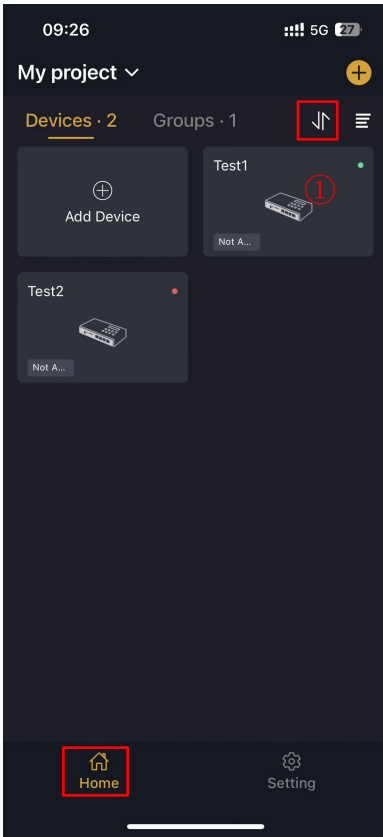 09:26 5G 27
My project
Devices · 2 Groups · 1
Add Device
Test1
①
Not A...
Test2
Not A...
Home Setting